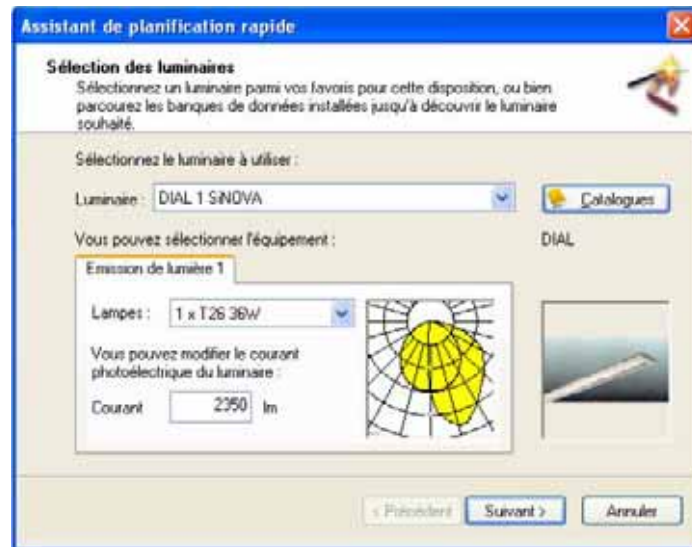 Assistant de planification rapide
Sélection des luminaires
Sélectionnez un luminaire parmi vos favoris pour cette disposition, ou bien
parcourez les banques de données installées jusqu'à découvrir le luminaire
souhaité.
Sélectionnez le luminaire à utiliser :
Luminaire : DIAL 1 SiNOVA
Catalogues
Vous pouvez sélectionner l'équipement :
DIAL
Emission de lumière 1
Lampes : 1 x T26 36W
Vous pouvez modifier le courant
photoélectrique du luminaire :
Courant 2350 lm
< Précédent Suivant > Annuler